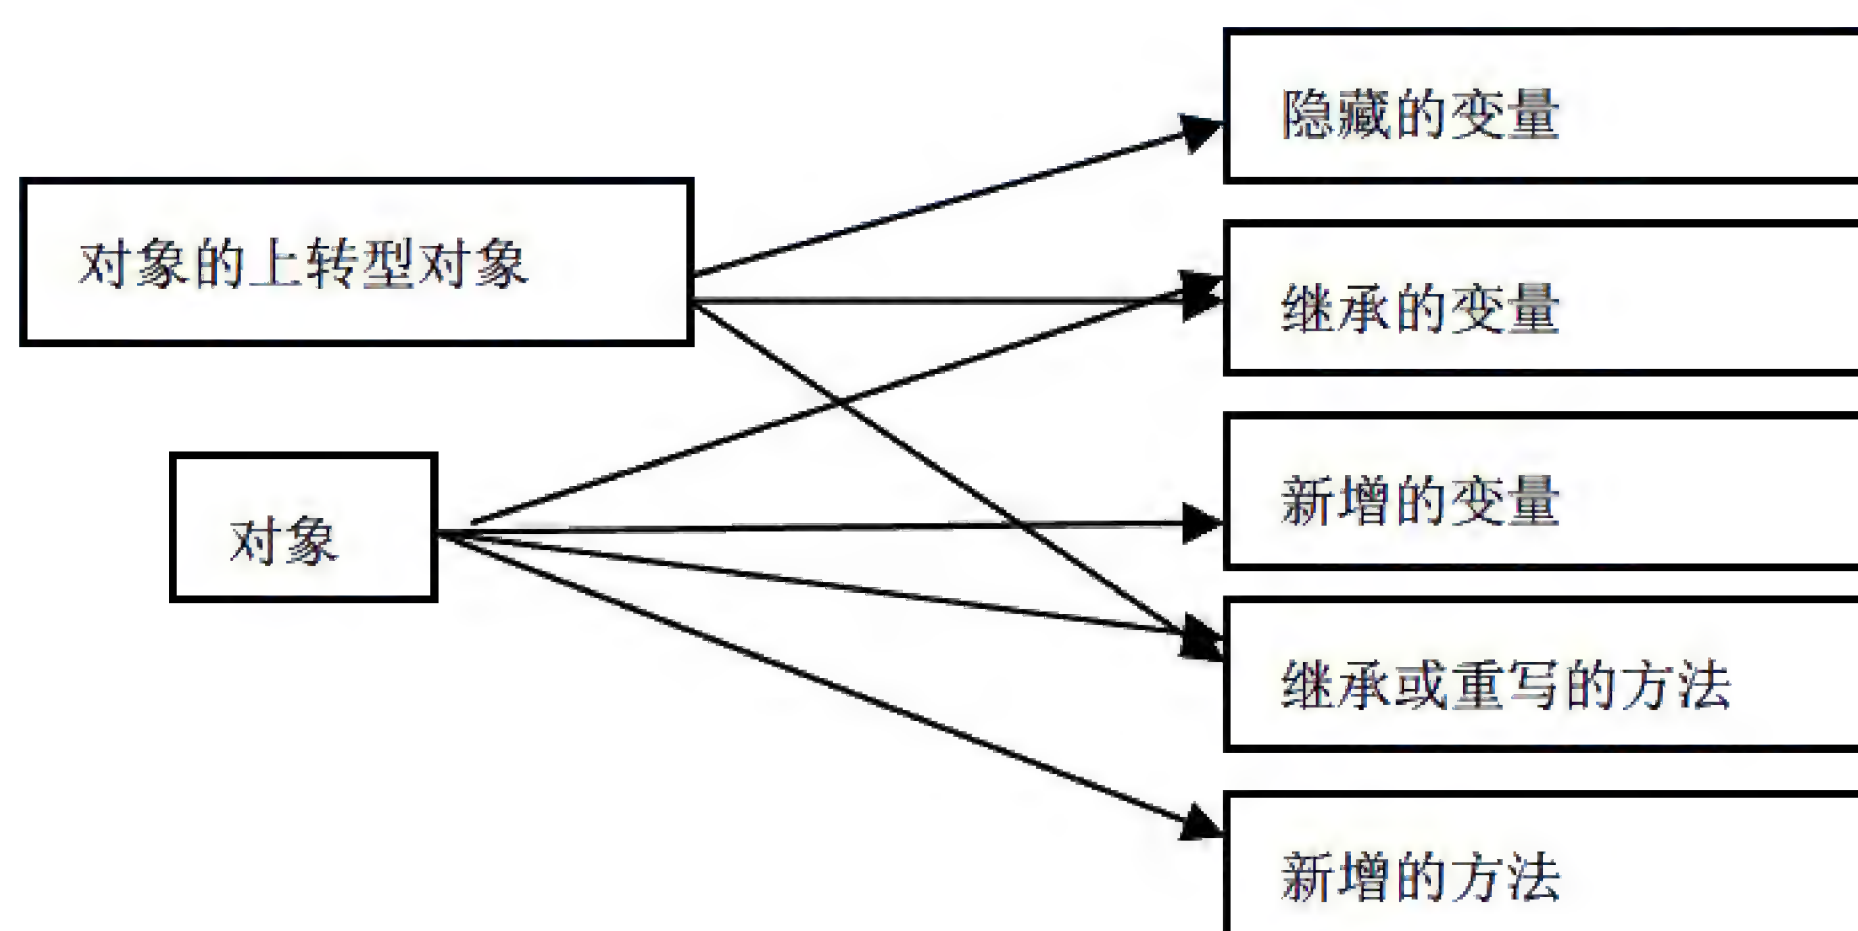 隐藏的变量
对象的上转型对象
继承的变量
新增的变量
对象
继承或重写的方法
新增的方法